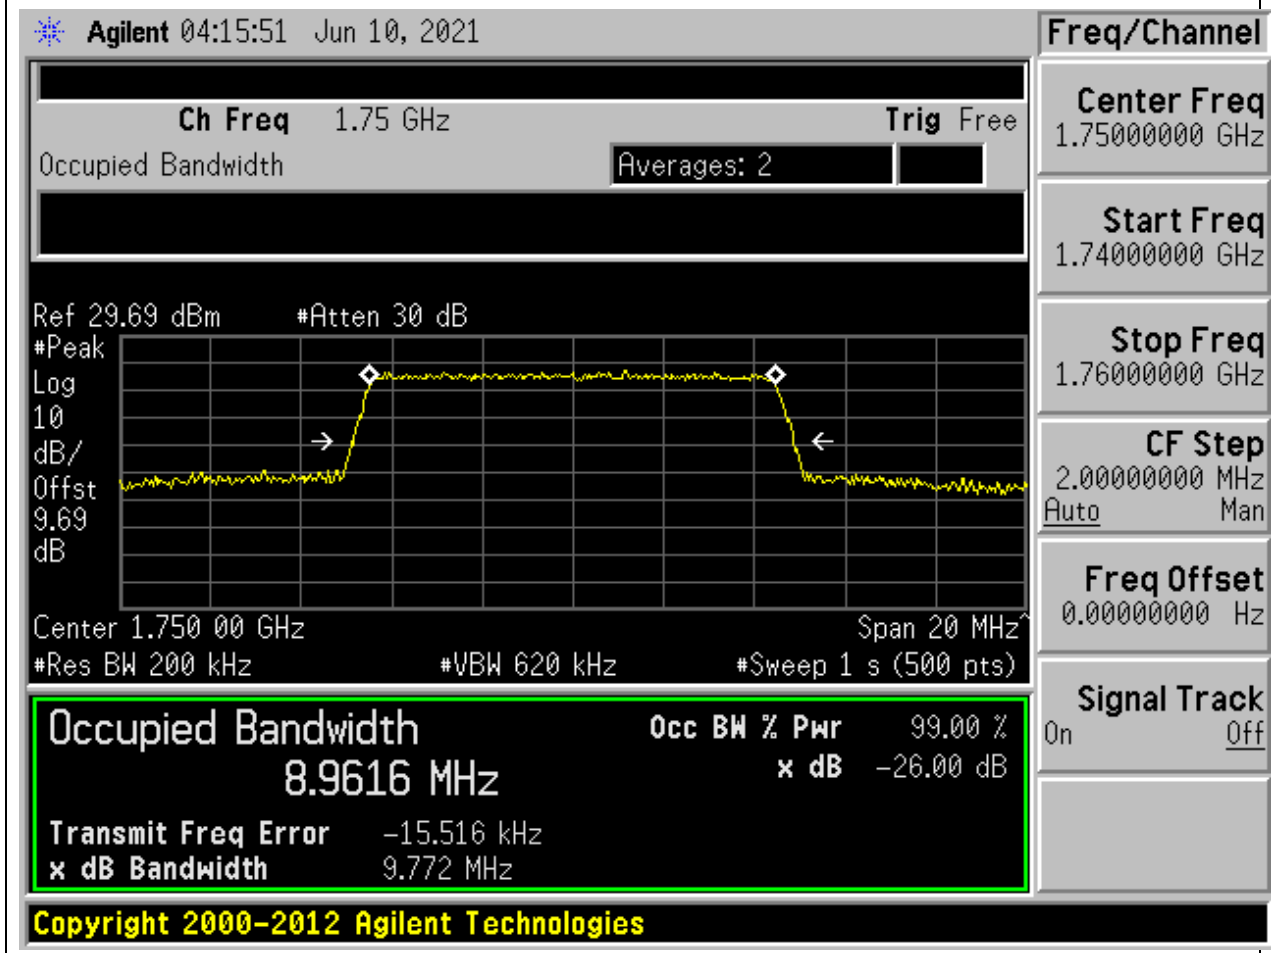 Agilent 04:15:51 Jun 10, 2021
Freq/Channel
Ch Freq 1.75 GHz Trig Free
Occupied Bandwidth Averages: 2
Ref 29.69 dBm #Atten 30 dB
#Peak
Log
10
dB/
Offst
9.69
dB
Center 1.750 00 GHz Span 20 MHz^
#Res BW 200 kHz #VBW 620 kHz #Sweep 1 s (500 pts)
Occupied Bandwidth Occ BW % Pwr 99.00 %
8.9616 MHz x dB -26.00 dB
Transmit Freq Error -15.516 kHz
x dB Bandwidth 9.772 MHz
Center Freq
1.75000000 GHz
Start Freq
1.74000000 GHz
Stop Freq
1.76000000 GHz
CF Step
2.00000000 MHz
Auto Man
Freq Offset
0.00000000 Hz
Signal Track
On Off
Copyright 2000-2012 Agilent Technologies